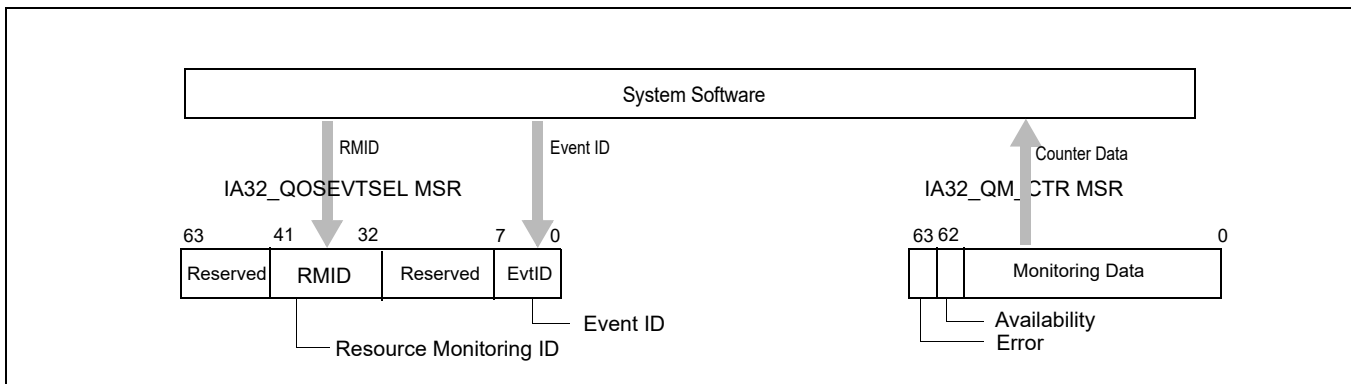 System Software
RMID
Event ID
Counter Data
IA32_QOSEVTSEL MSR
IA32_QM_CTR MSR
63 41 32 7 0
63 62 0
Reserved RMID Reserved EvtID
Monitoring Data
Event ID
Resource Monitoring ID
Availability
Error